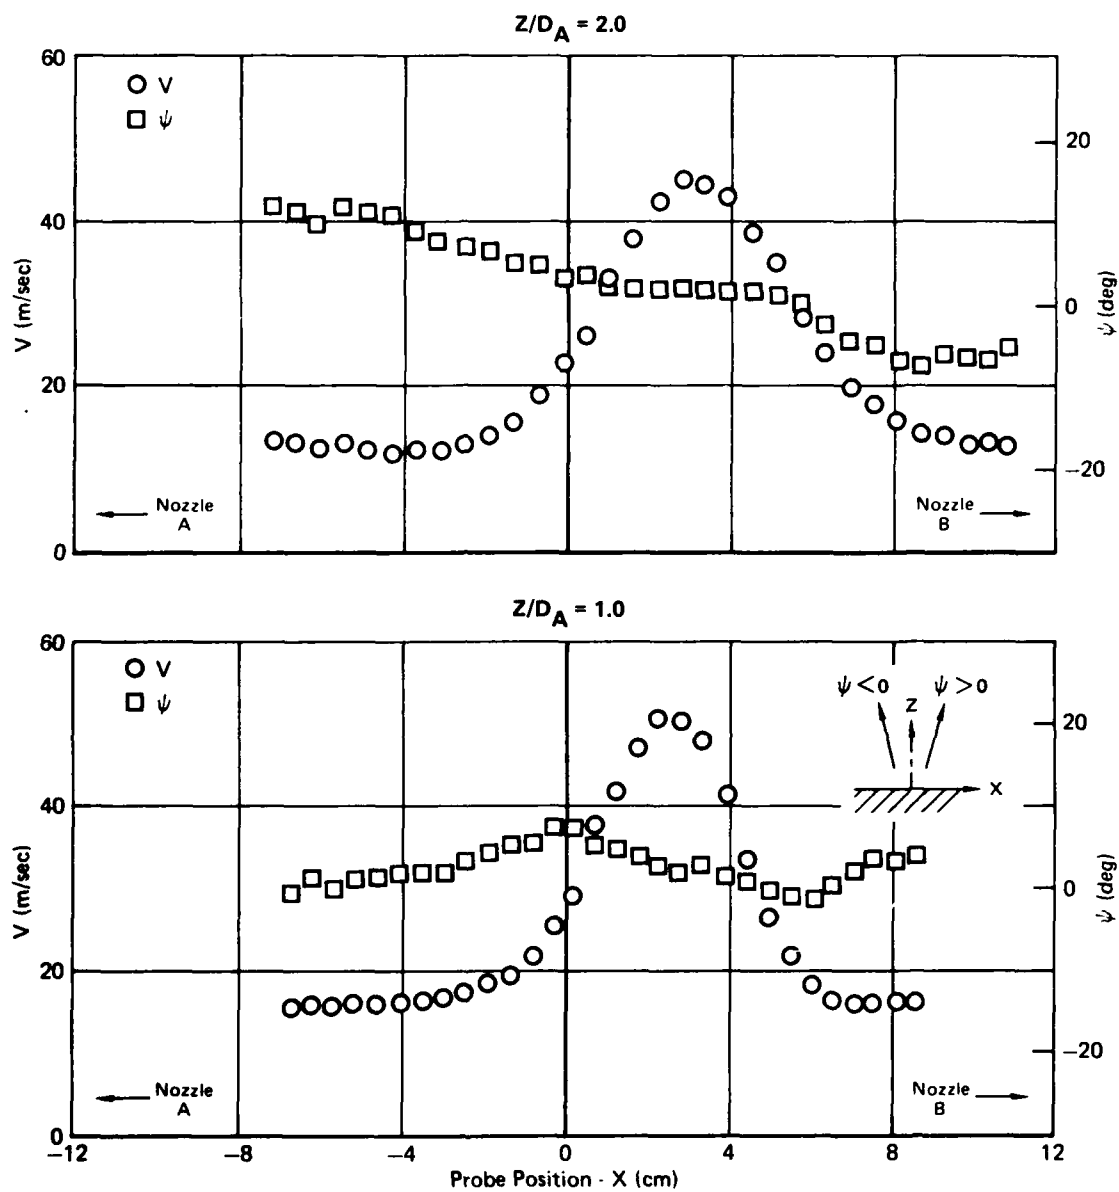 Z/D_A = 2.0
60
V
ψ
20
40
V (m/sec)
0
ψ (deg)
20
-20
Nozzle
A
Nozzle
B
0
Z/D_A = 1.0
60
V
ψ
ψ<0
ψ>0
Z
20
X
40
V (m/sec)
0
ψ (deg)
20
-20
Nozzle
A
Nozzle
B
0
-12
-8
-4
0
4
8
12
Probe Position - X (cm)